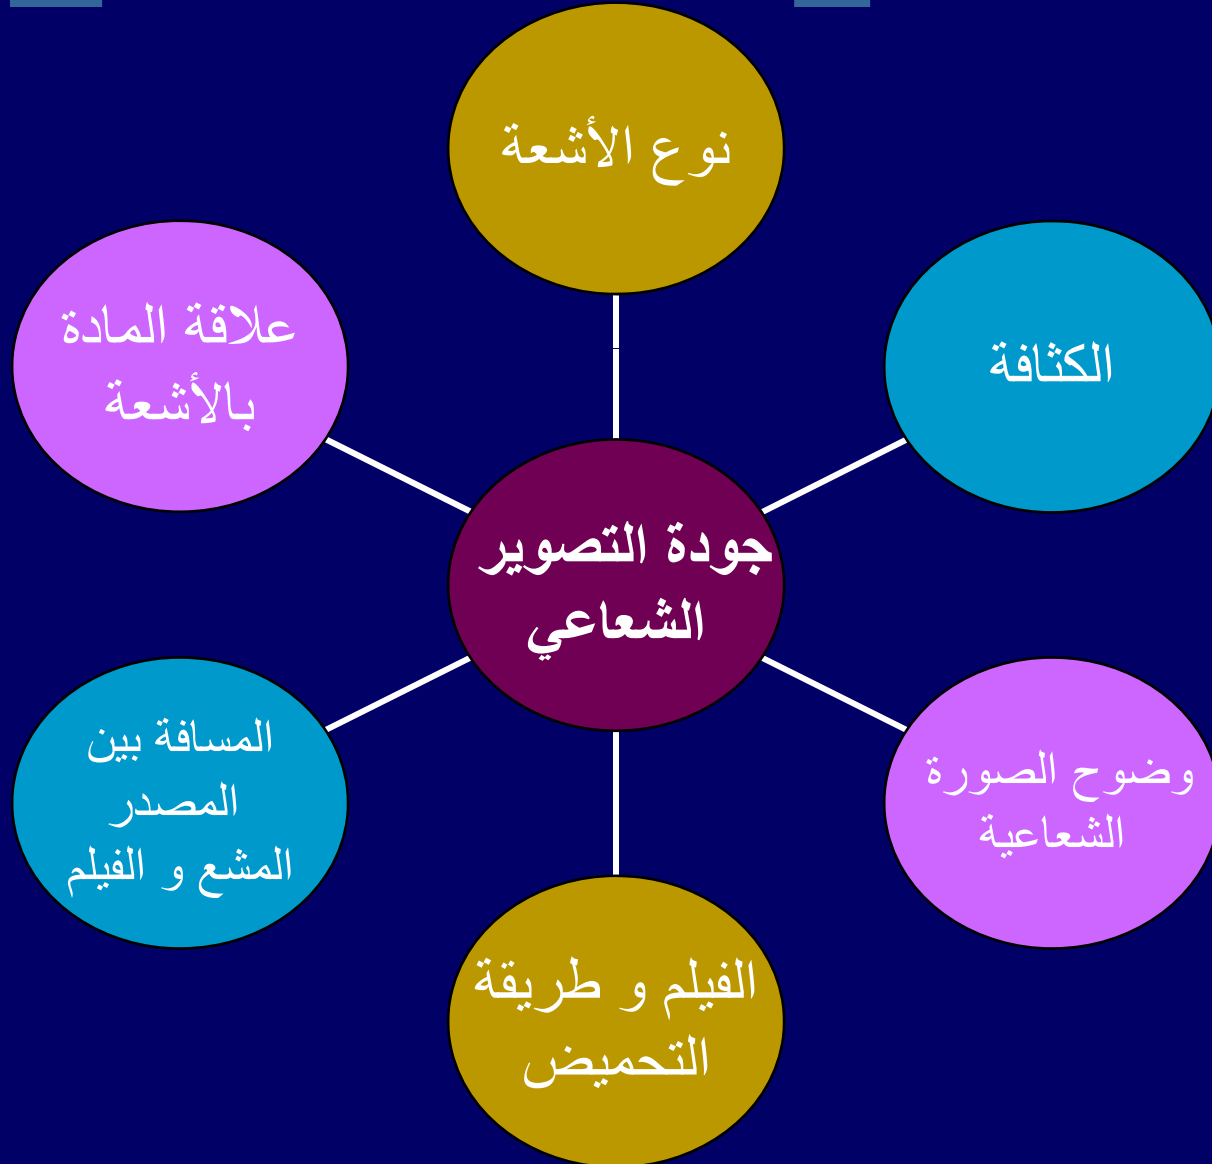 نوع الأشعة
الكثافة
علاقة المادة
بالأشعة
جودة التصوير
الشعاعي
وضوح الصورة
الشعاعية
المسافة بين
المصدر
المشع و الفيلم
الفيلم و طريقة
التحميض